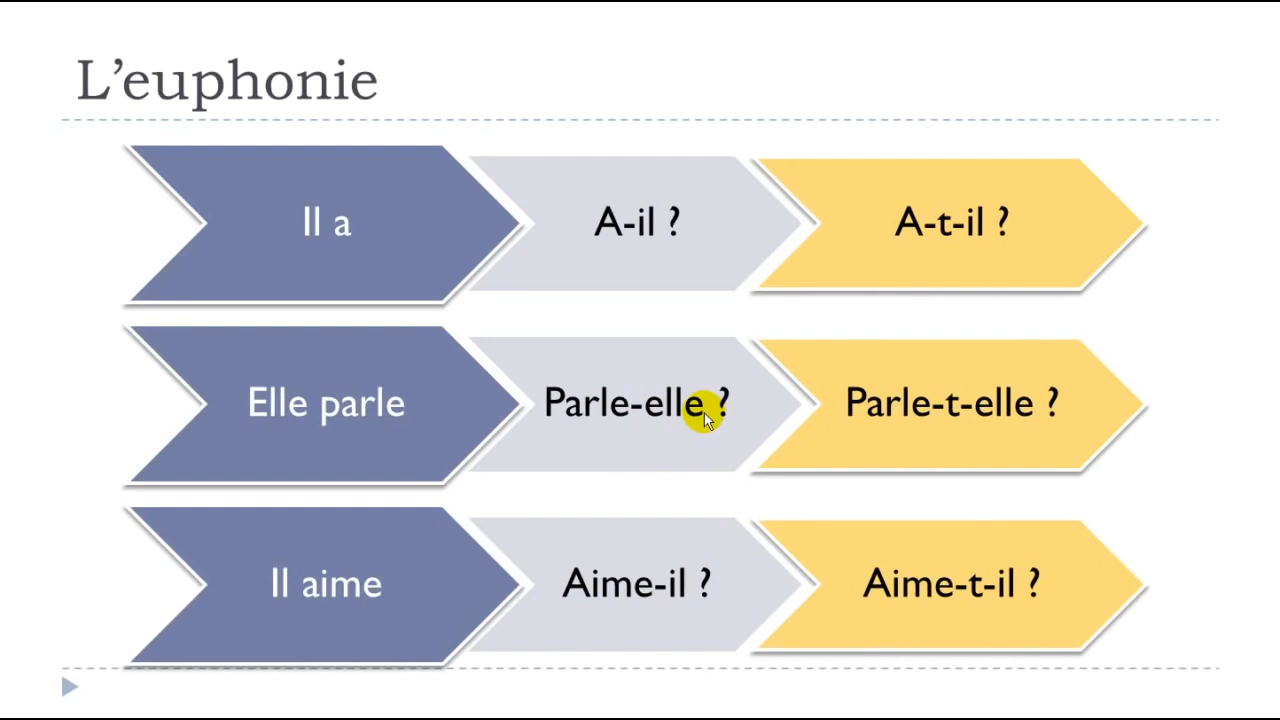 L’euphonie
Il a
A-il ?
A-t-il ?
Elle parle
Parle-elle ?
Parle-t-elle ?
Il aime
Aime-il ?
Aime-t-il ?